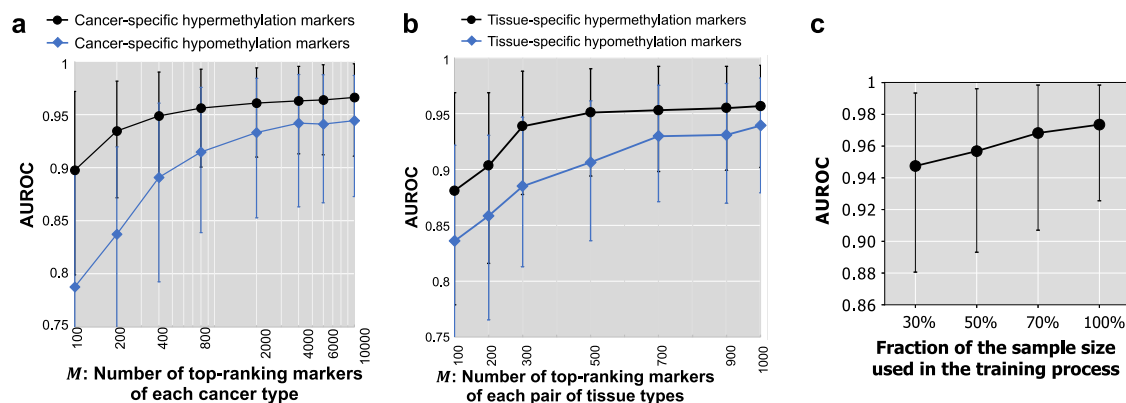 a
Cancer-specific hypermethylation markers
Cancer-specific hypomethylation markers
1
0.95
0.9
0.85
0.8
0.75
AUROC
100
200
400
800
2000
4000
6000
10000
M: Number of top-ranking markers
of each cancer type
b
Tissue-specific hypermethylation markers
Tissue-specific hypomethylation markers
1
0.95
0.9
0.85
0.8
0.75
AUROC
100
200
300
500
700
900
1000
M: Number of top-ranking markers
of each pair of tissue types
c
1
0.98
0.96
0.94
0.92
0.90
0.88
0.86
AUROC
30% 50% 70% 100%
Fraction of the sample size
used in the training process